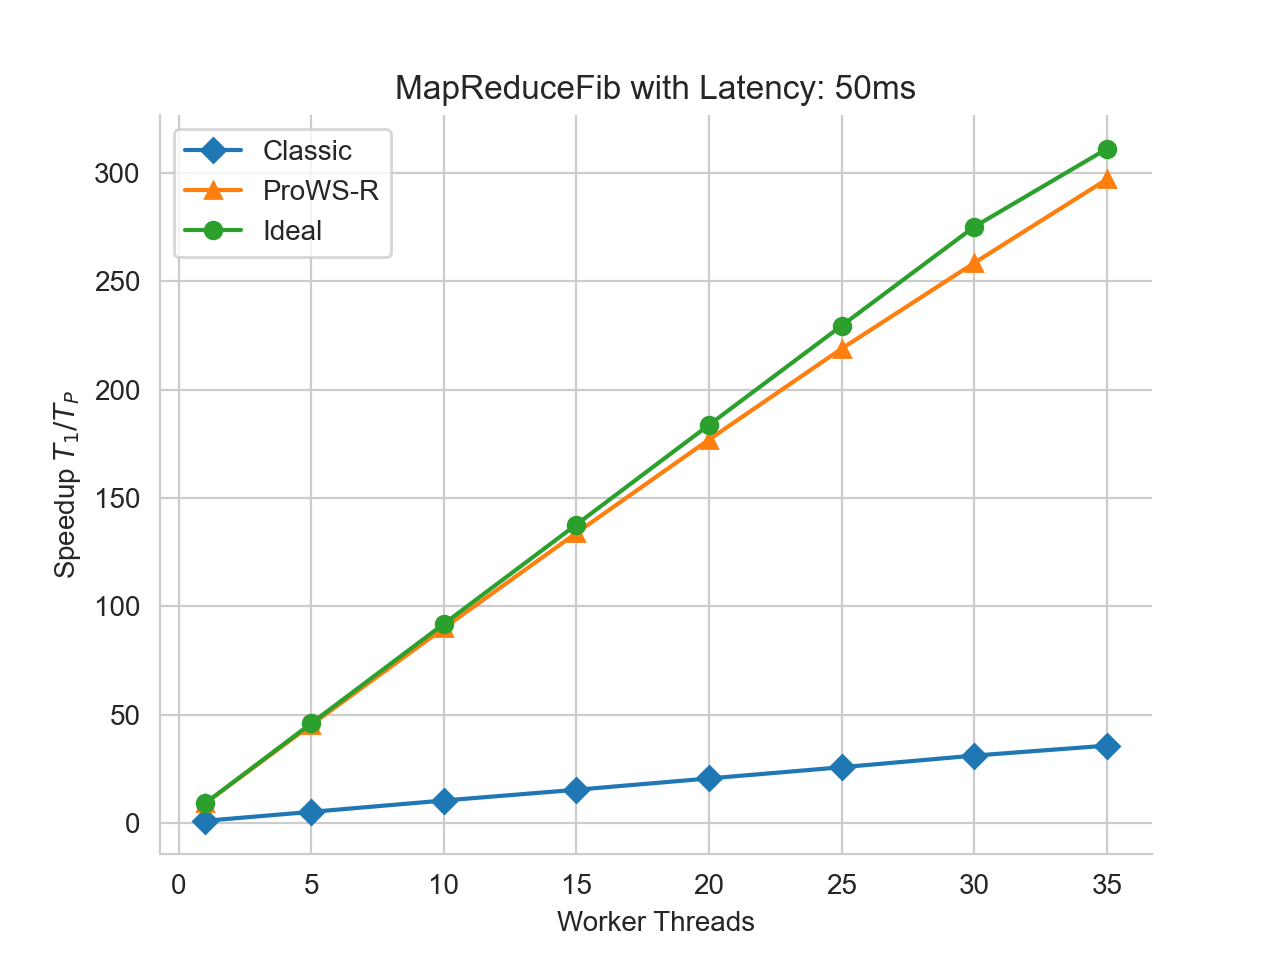 MapReduceFib with Latency: 50ms
Classic
ProWS-R
Ideal
300
250
200
150
100
50
0
Speedup T₁/Tₚ
0 5 10 15 20 25 30 35
Worker Threads